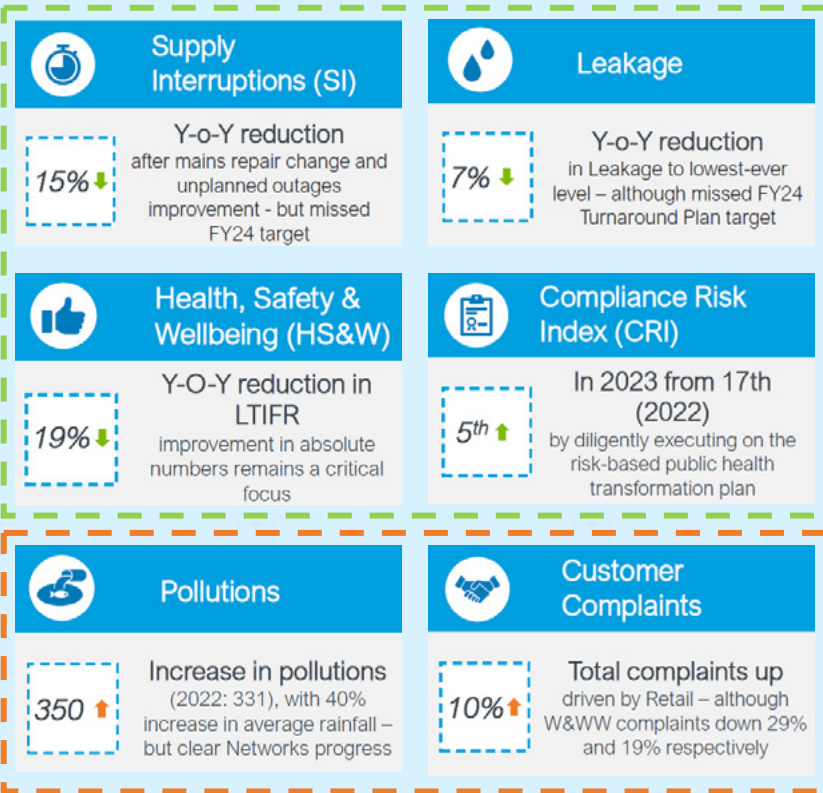 Supply
Interruptions (SI)
15%
Y-o-Y reduction
after mains repair change and
unplanned outages
improvement - but missed
FY24 target
Leakage
7%
Y-o-Y reduction
in Leakage to lowest-ever
level – although missed FY24
Turnaround Plan target
Health, Safety &
Wellbeing (HS&W)
19%
Y-O-Y reduction in
LTIFR
improvement in absolute
numbers remains a critical
focus
Compliance Risk
Index (CRI)
5th
In 2023 from 17th
(2022)
by diligently executing on the
risk-based public health
transformation plan
Pollutions
350
Increase in pollutions
(2022: 331), with 40%
increase in average rainfall –
but clear Networks progress
Customer
Complaints
10%
Total complaints up
driven by Retail – although
W&WW complaints down 29%
and 19% respectively